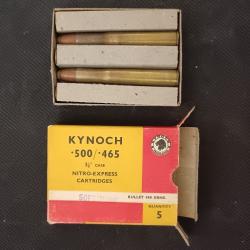 KYNOCH
·500/·465
3¼" CASE
NITRO-EXPRESS
CARTRIDGES
BULLET 480 GRNS.
QUANTITY
5